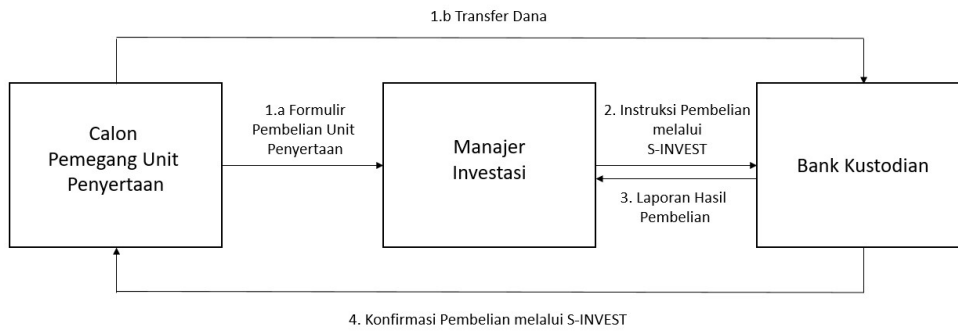 1.b Transfer Dana
Calon
Pemegang Unit
Penyertaan
1.a Formulir
Pembelian Unit
Penyertaan
Manajer
Investasi
2. Instruksi Pembelian
melalui
S-INVEST
3. Laporan Hasil
Pembelian
Bank Kustodian
4. Konfirmasi Pembelian melalui S-INVEST